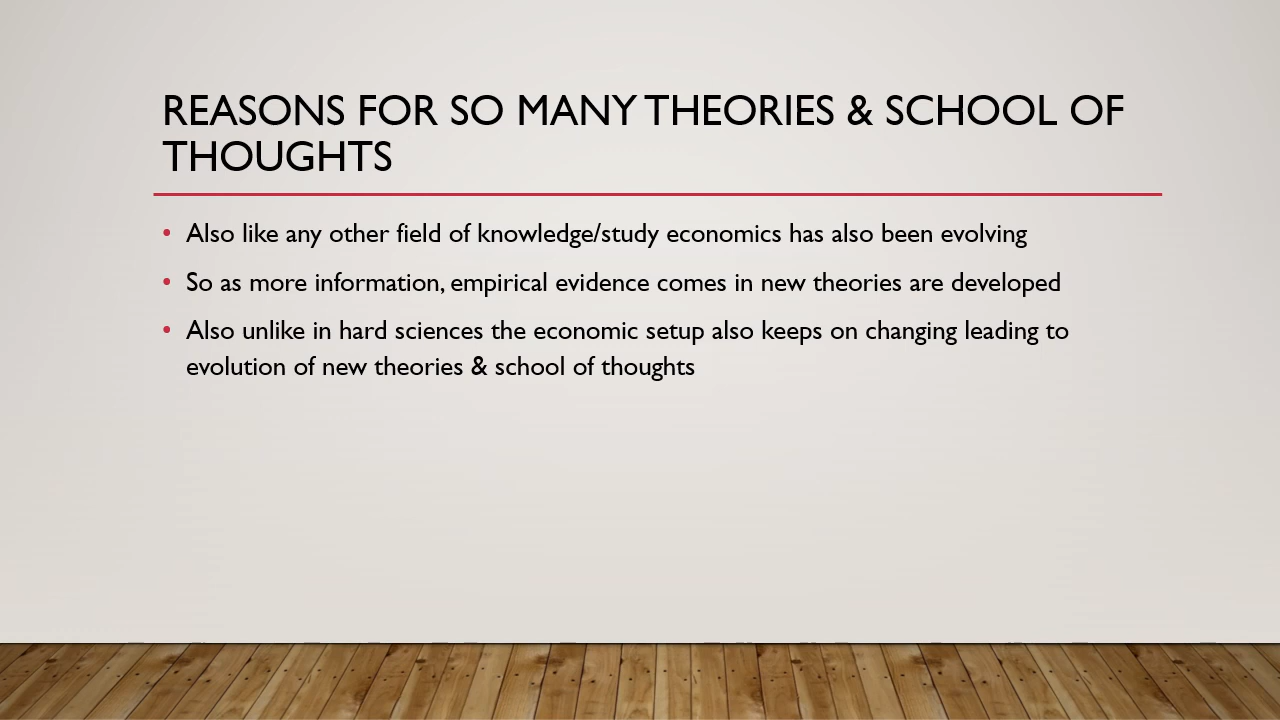 REASONS FOR SO MANY THEORIES & SCHOOL OF
THOUGHTS
• Also like any other field of knowledge/study economics has also been evolving
• So as more information, empirical evidence comes in new theories are developed
• Also unlike in hard sciences the economic setup also keeps on changing leading to
evolution of new theories & school of thoughts